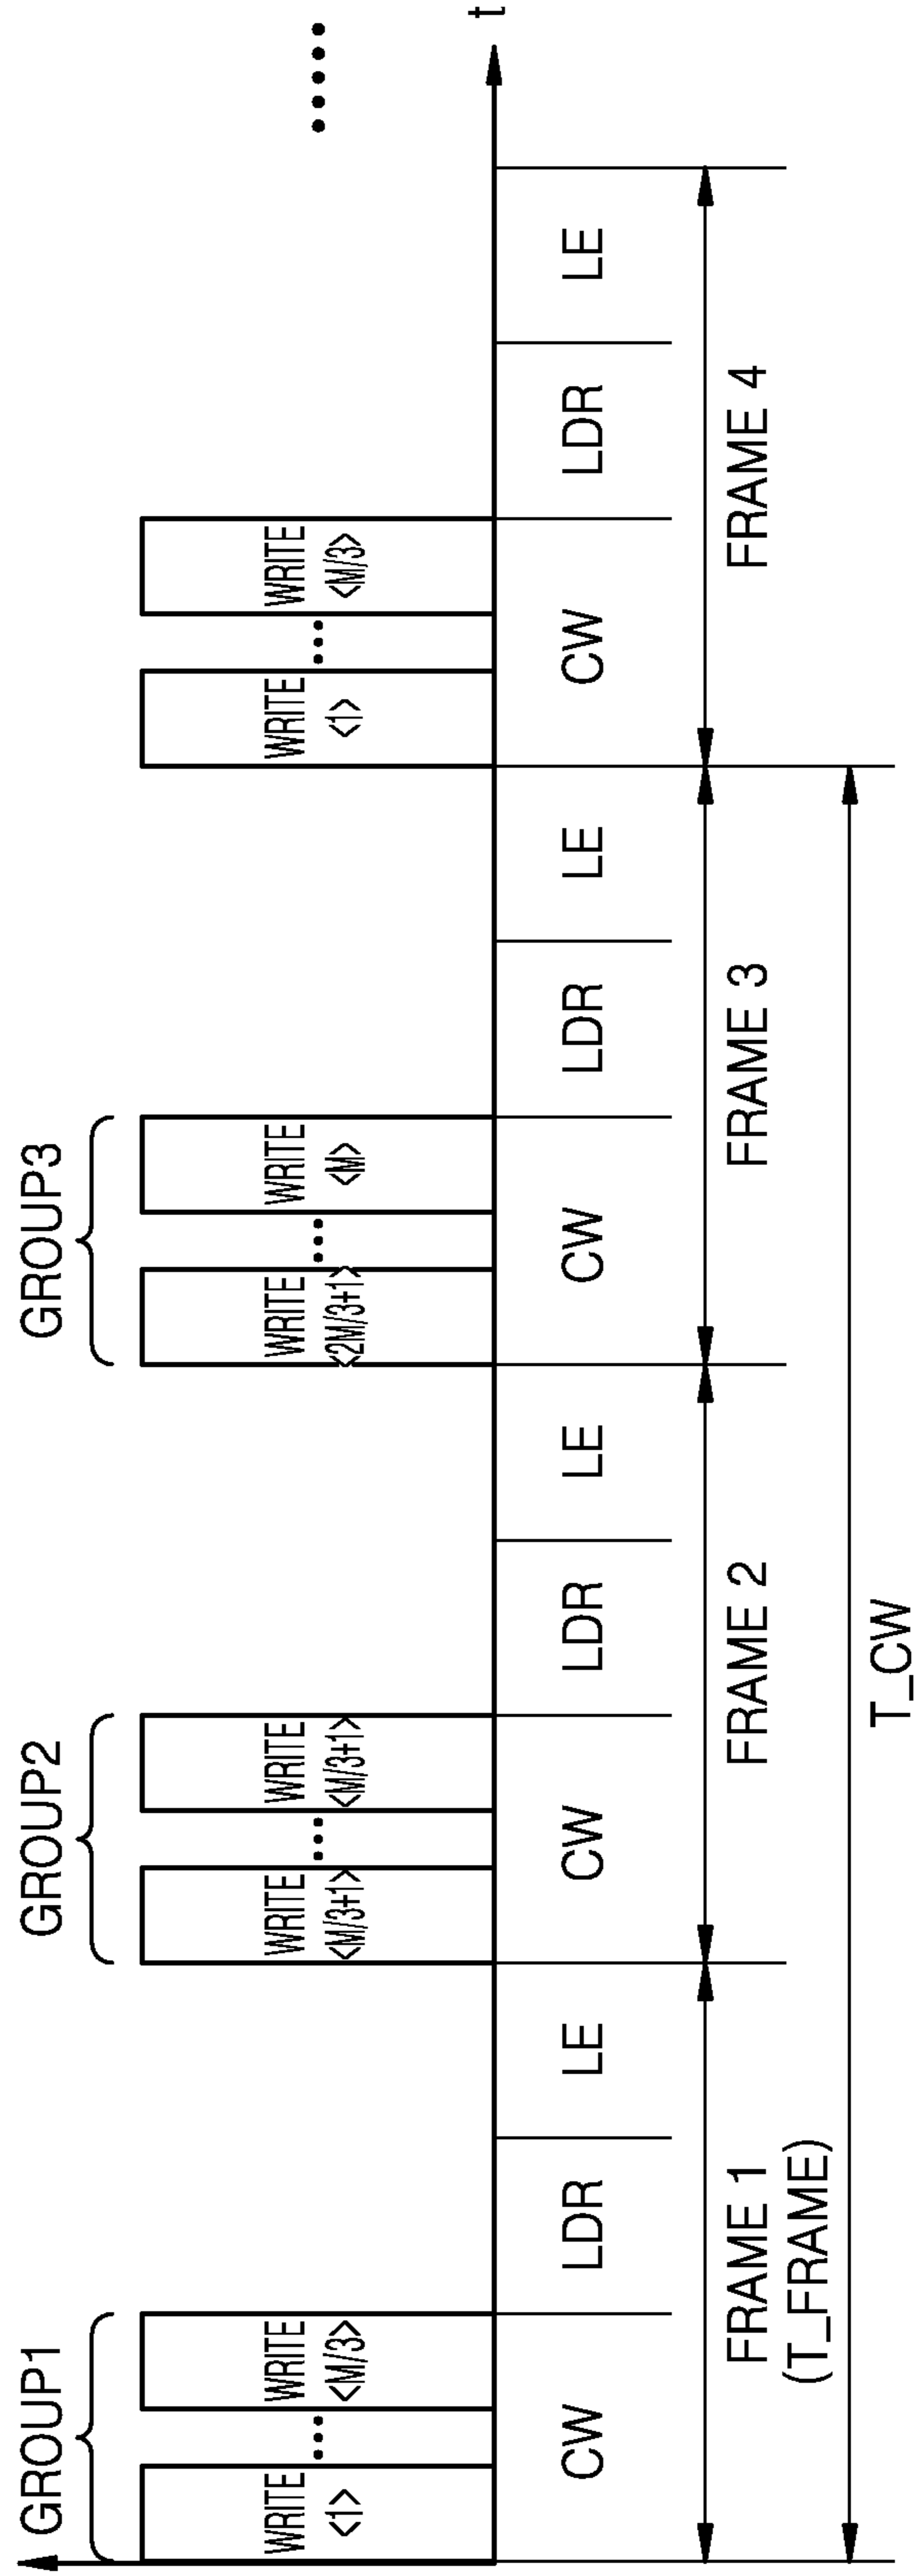 GROUP1
GROUP2
GROUP3
WRITE
<1>
•••
WRITE
<M/3>
WRITE
<M/3+1>
•••
WRITE
<M/3+1>
WRITE
<2M/3+1>
•••
WRITE
<M>
WRITE
<1>
•••
WRITE
<M/3>
•••••
t
CW
LDR
LE
CW
LDR
LE
CW
LDR
LE
CW
LDR
LE
FRAME 1
(T_FRAME)
FRAME 2
FRAME 3
FRAME 4
T_CW